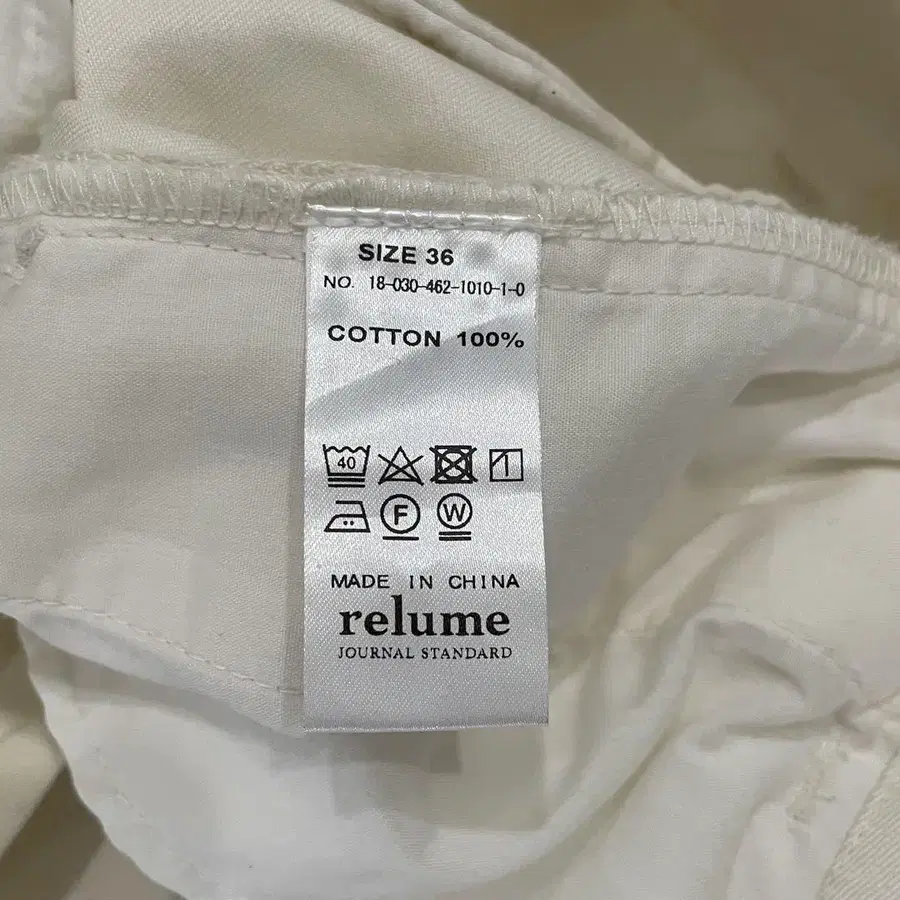 SIZE 36
NO. 18-030-462-1010-1-0
COTTON 100%
40
F W
MADE IN CHINA
relume
JOURNAL STANDARD